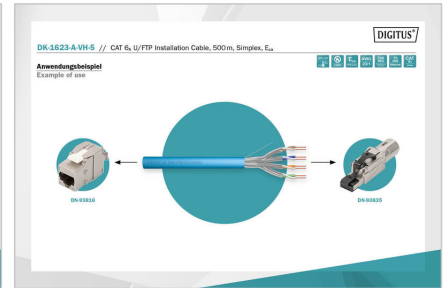 DIGITUS®
DK-1623-A-VH-5 // CAT 6A U/FTP Installation Cable, 500 m, Simplex, Eca
Anwendungsbeispiel
Example of use
DN-93816
DN-93835